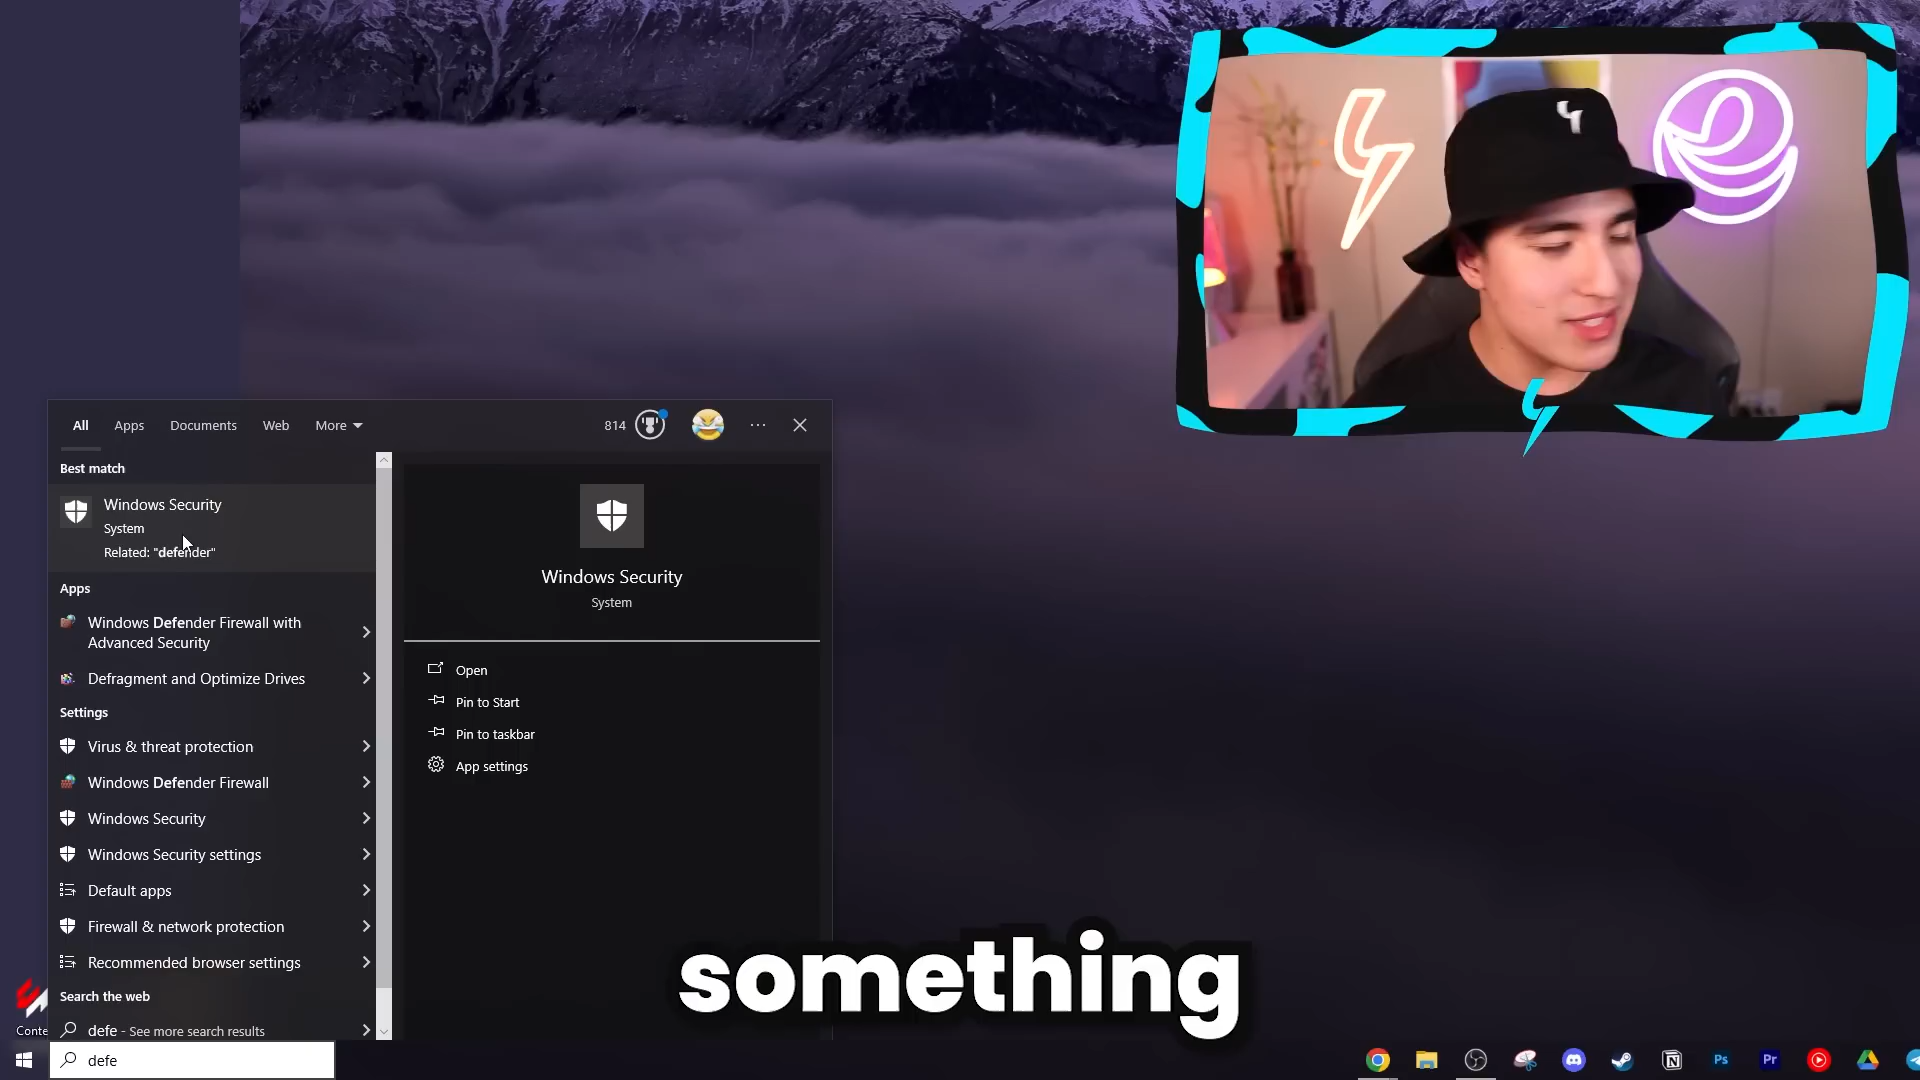 All
Apps
Documents
Web
More
814
Best match
Windows Security
System
Related: "defender"
Apps
Windows Defender Firewall with
Advanced Security
Defragment and Optimize Drives
Settings
Virus & threat protection
Windows Defender Firewall
Windows Security
Windows Security settings
Default apps
Firewall & network protection
Recommended browser settings
Search the web
defe - See more search results
defe
Windows Security
System
Open
Pin to Start
Pin to taskbar
App settings
something
Conte
Ps
Pr